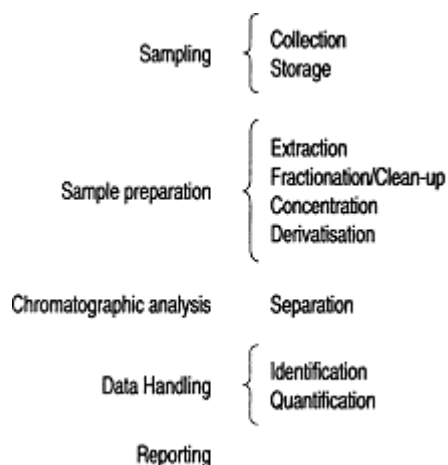 Sampling
Collection
Storage
Sample preparation
Extraction
Fractionation/Clean-up
Concentration
Derivatisation
Chromatographic analysis
Separation
Data Handling
Identification
Quantification
Reporting